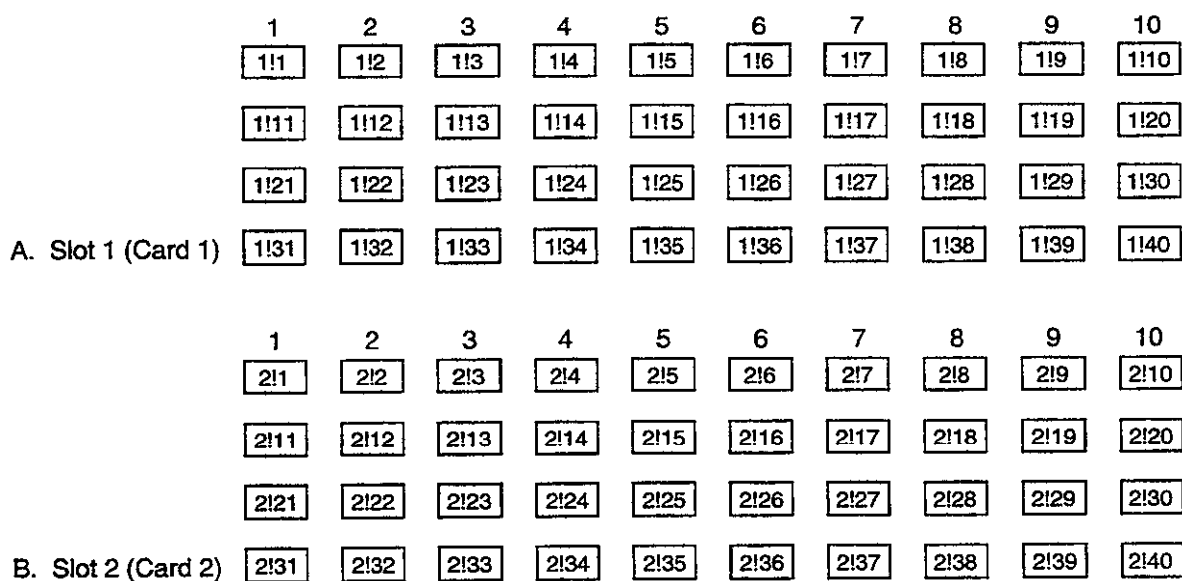 1 2 3 4 5 6 7 8 9 10
1!1 1!2 1!3 1!4 1!5 1!6 1!7 1!8 1!9 1!10
1!11 1!12 1!13 1!14 1!15 1!16 1!17 1!18 1!19 1!20
1!21 1!22 1!23 1!24 1!25 1!26 1!27 1!28 1!29 1!30
A. Slot 1 (Card 1) 1!31 1!32 1!33 1!34 1!35 1!36 1!37 1!38 1!39 1!40
1 2 3 4 5 6 7 8 9 10
2!1 2!2 2!3 2!4 2!5 2!6 2!7 2!8 2!9 2!10
2!11 2!12 2!13 2!14 2!15 2!16 2!17 2!18 2!19 2!20
2!21 2!22 2!23 2!24 2!25 2!26 2!27 2!28 2!29 2!30
B. Slot 2 (Card 2) 2!31 2!32 2!33 2!34 2!35 2!36 2!37 2!38 2!39 2!40